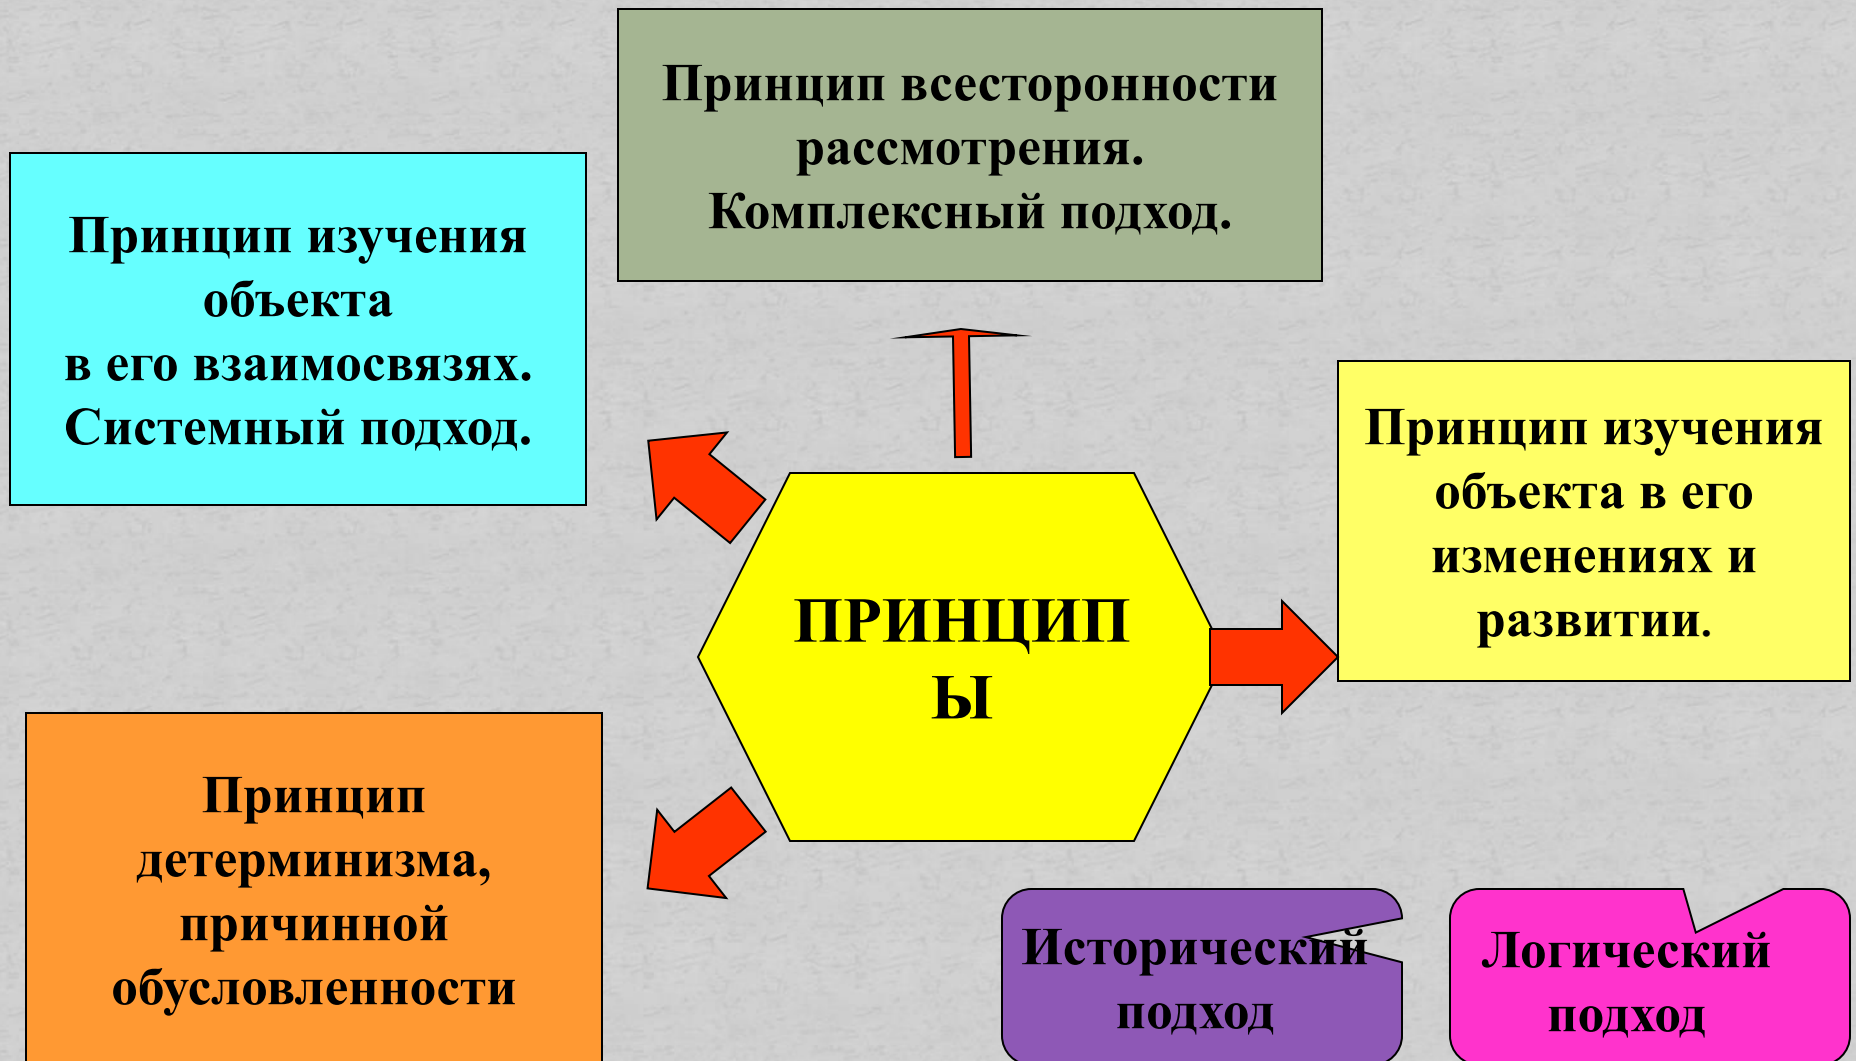 Принцип всесторонности
рассмотрения.
Комплексный подход.
Принцип изучения
объекта
в его взаимосвязях.
Системный подход.
Принцип изучения
объекта в его
изменениях и
развитии.
ПРИНЦИП
Ы
Принцип
детерминизма,
причинной
обусловленности
Исторический
подход
Логический
подход